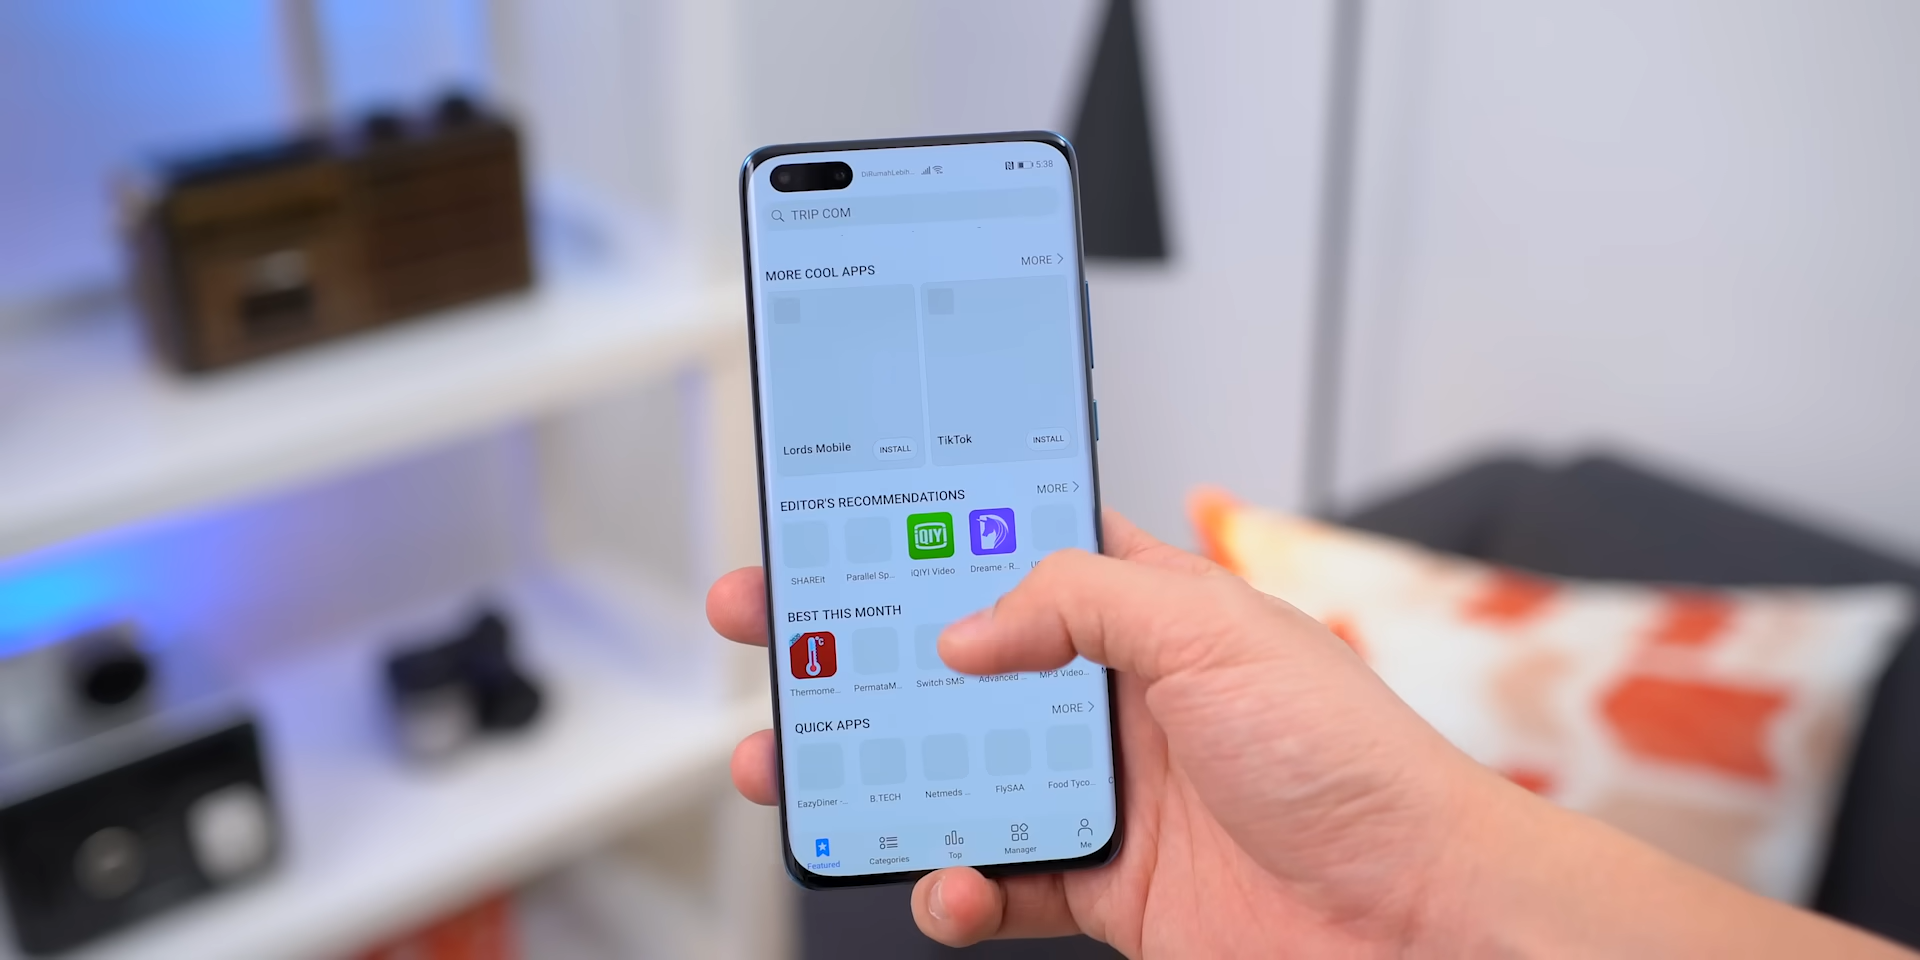 DiRumahLebih... 5:38
TRIP COM
MORE COOL APPS MORE
Lords Mobile INSTALL TikTok INSTALL
EDITOR'S RECOMMENDATIONS MORE
iQIYI
SHAREit Parallel Sp... iQIYI Video Dreame - R...
BEST THIS MONTH
°C
Thermome... PermataM... Switch SMS Advanced ... MP3 Video...
QUICK APPS MORE
EazyDiner -... B.TECH Netmeds ... FlySAA Food Tyco...
Featured Categories Top Manager Me